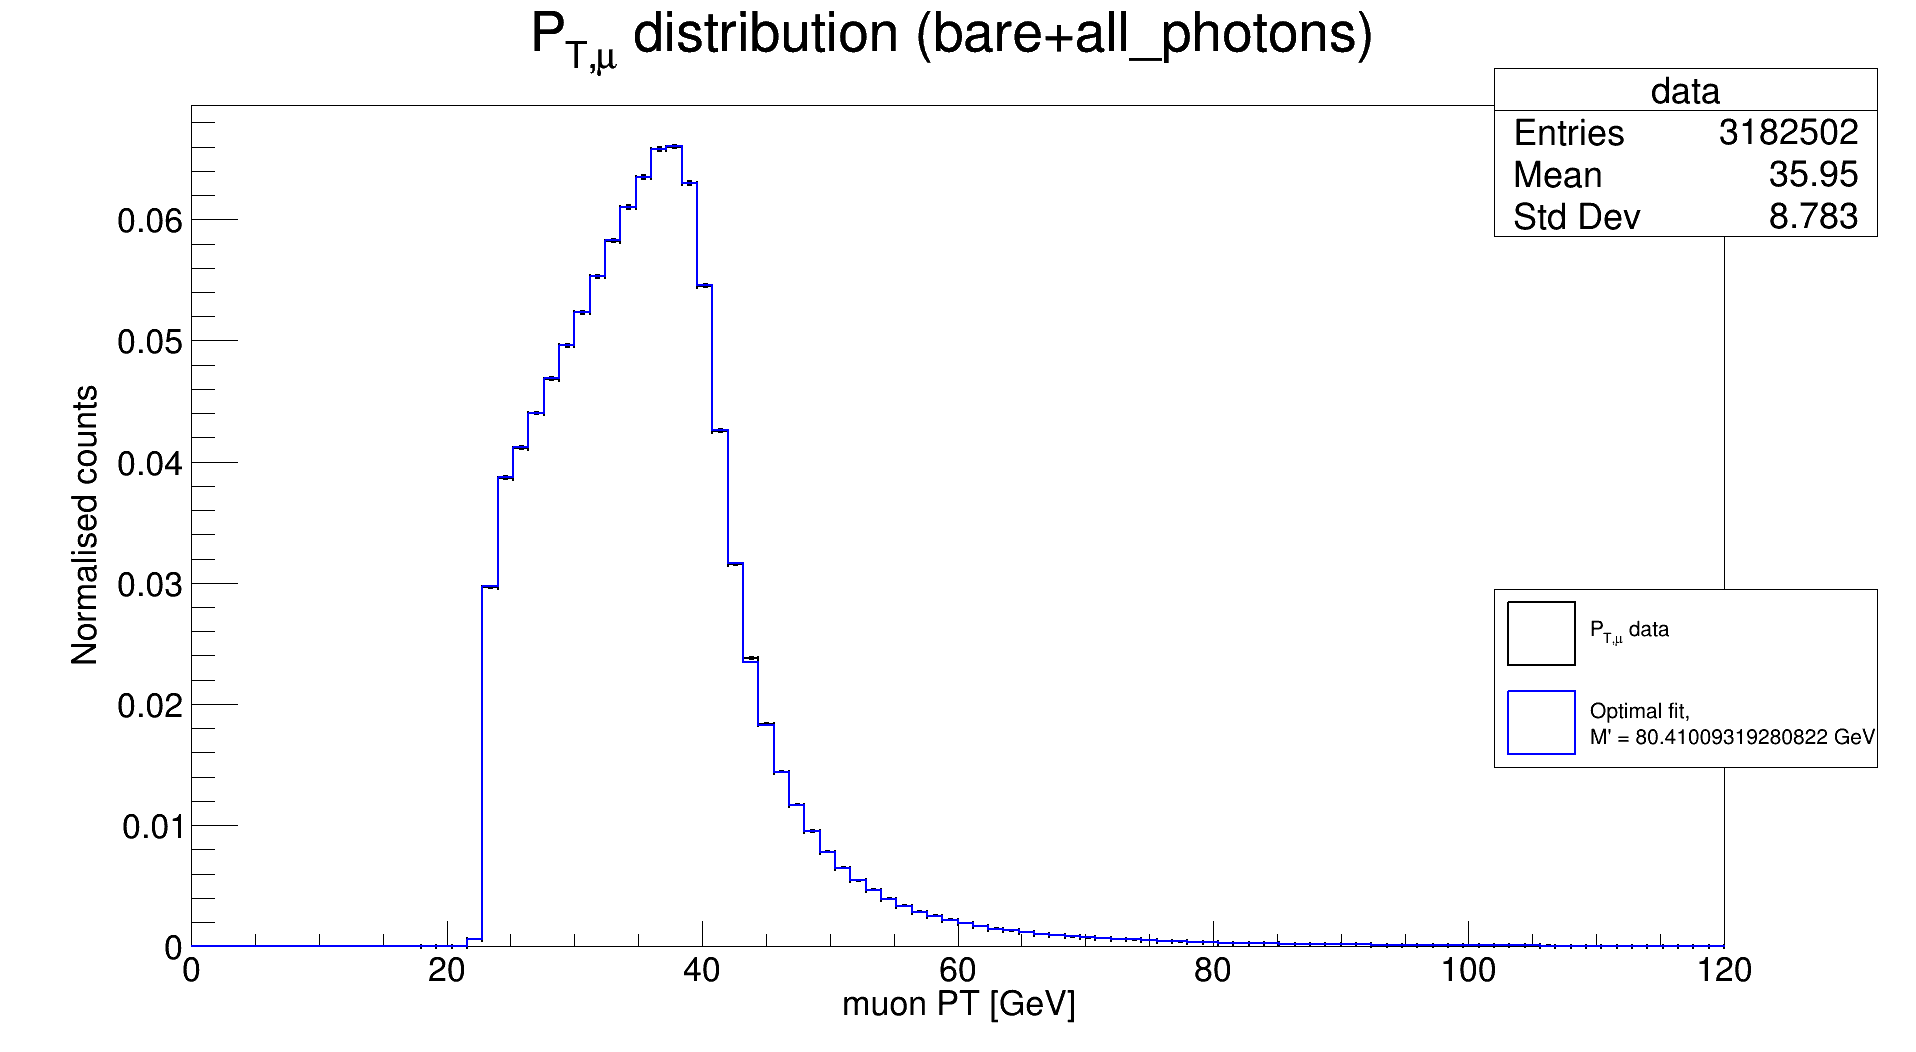 P_T,μ distribution (bare+all_photons)
data
Entries 3182502
Mean 35.95
Std Dev 8.783
Normalised counts
0.06
0.05
0.04
0.03
0.02
0.01
0
0 20 40 60 80 100 120
muon PT [GeV]
P_T,μ data
Optimal fit,
M' = 80.41009319280822 GeV